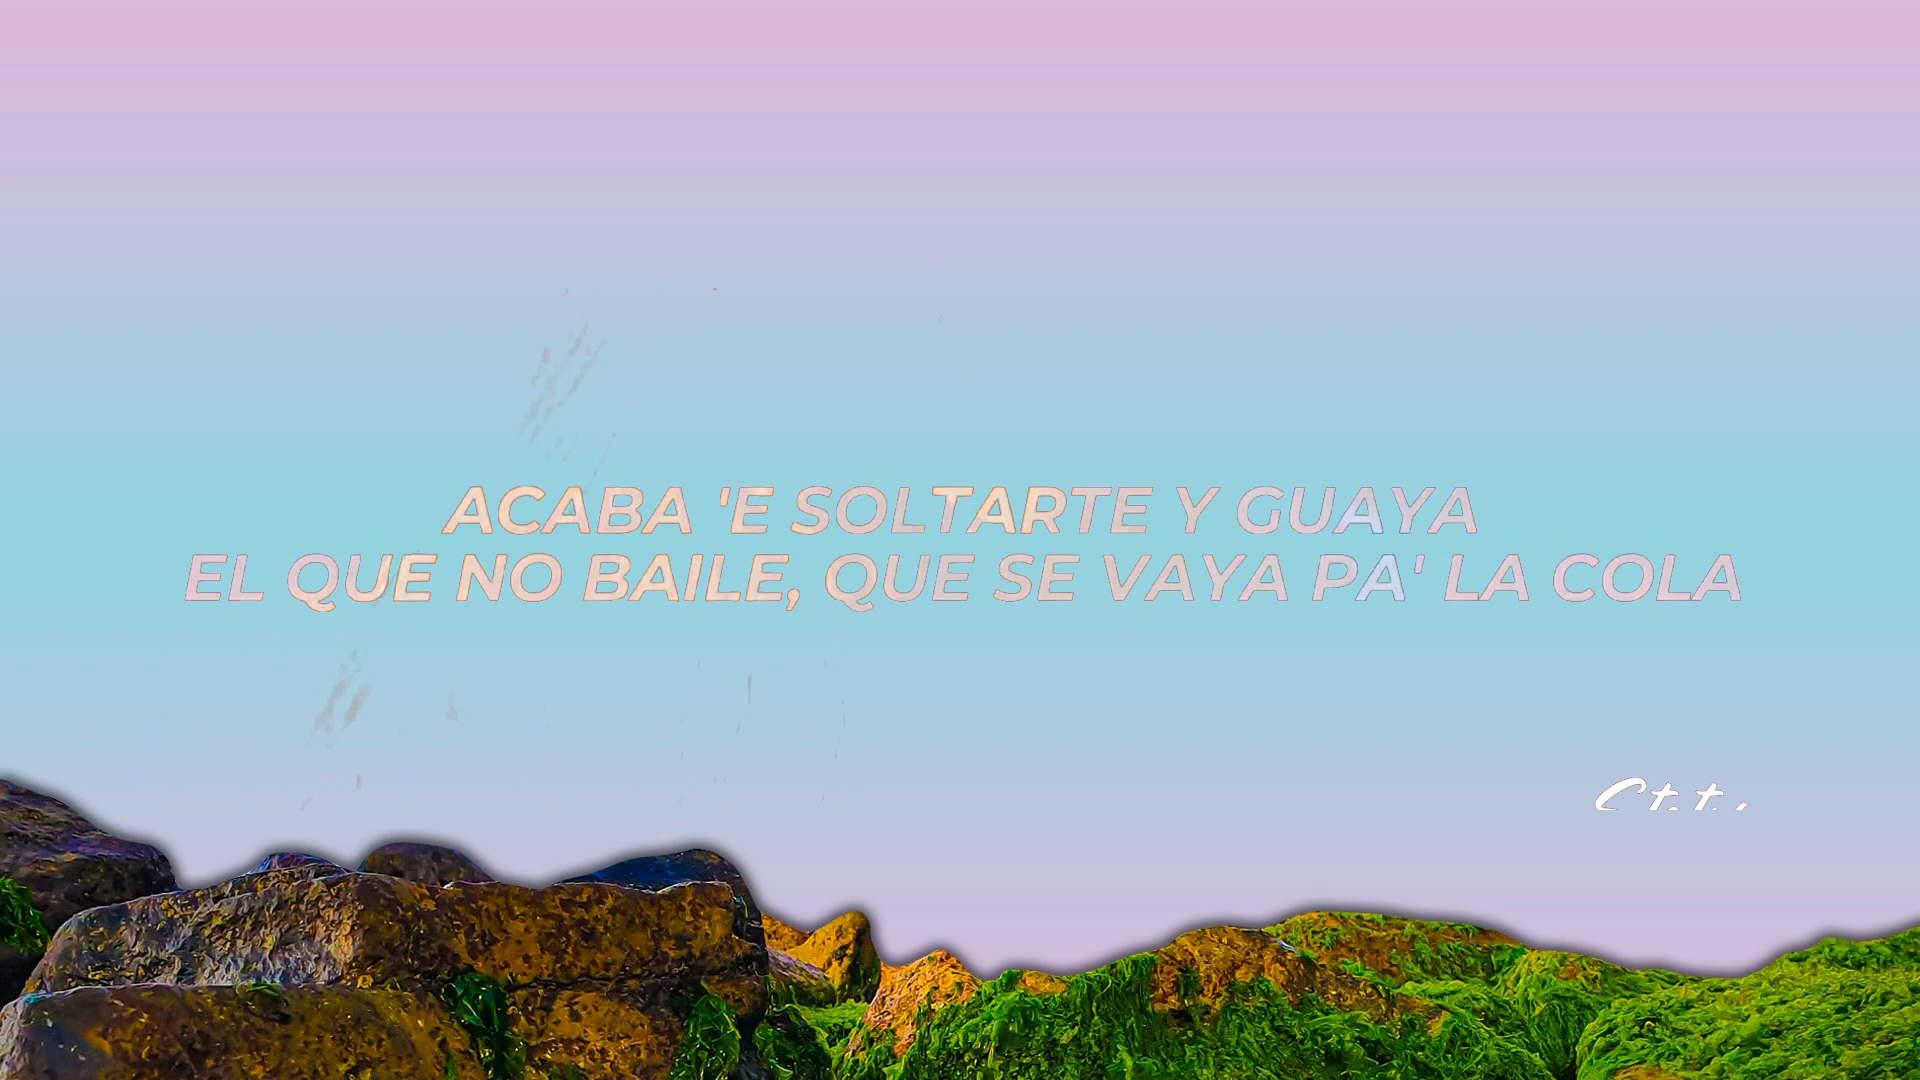 ACABA 'E SOLTARTE Y GUAYA
EL QUE NO BAILE, QUE SE VAYA PA' LA COLA